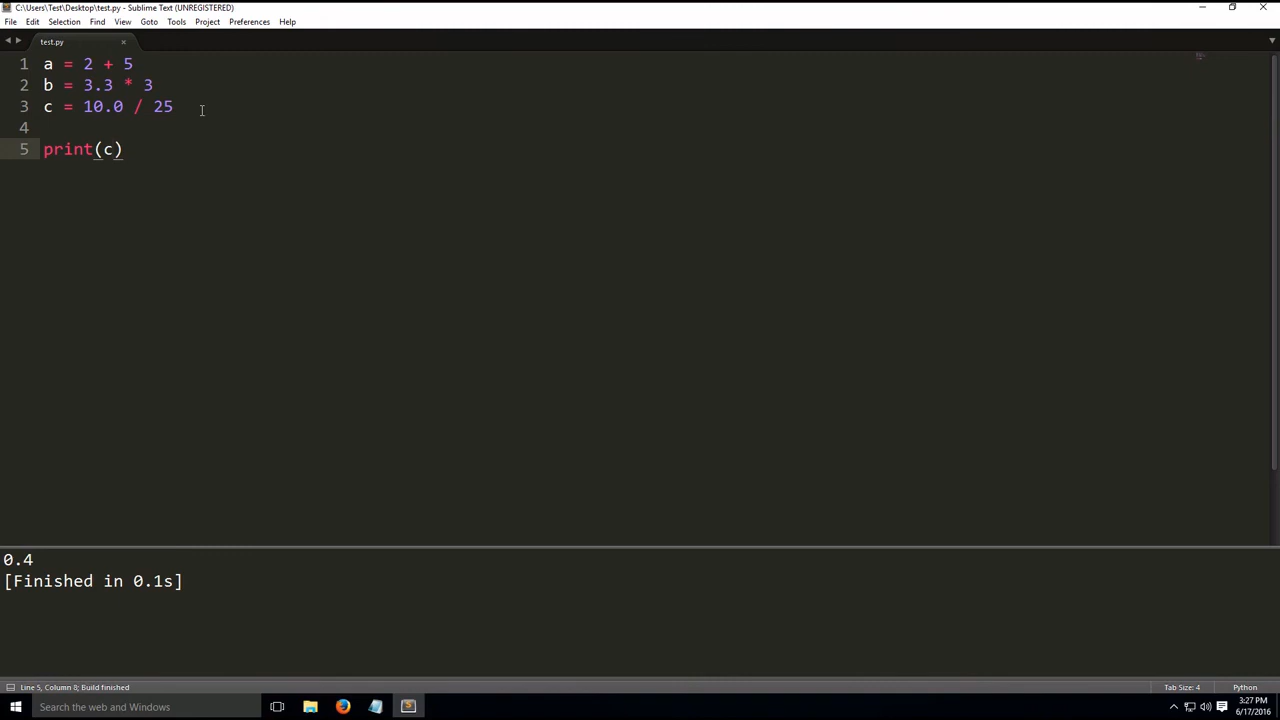 C:\Users\Test\Desktop\test.py - Sublime Text (UNREGISTERED)
File Edit Selection Find View Goto Tools Project Preferences Help
test.py
1 a = 2 + 5
2 b = 3.3 * 3
3 c = 10.0 / 25
4
5 print(c)
0.4
[Finished in 0.1s]
Line 5, Column 8; Build finished Tab Size: 4 Python
Search the web and Windows
3:27 PM
6/17/2016